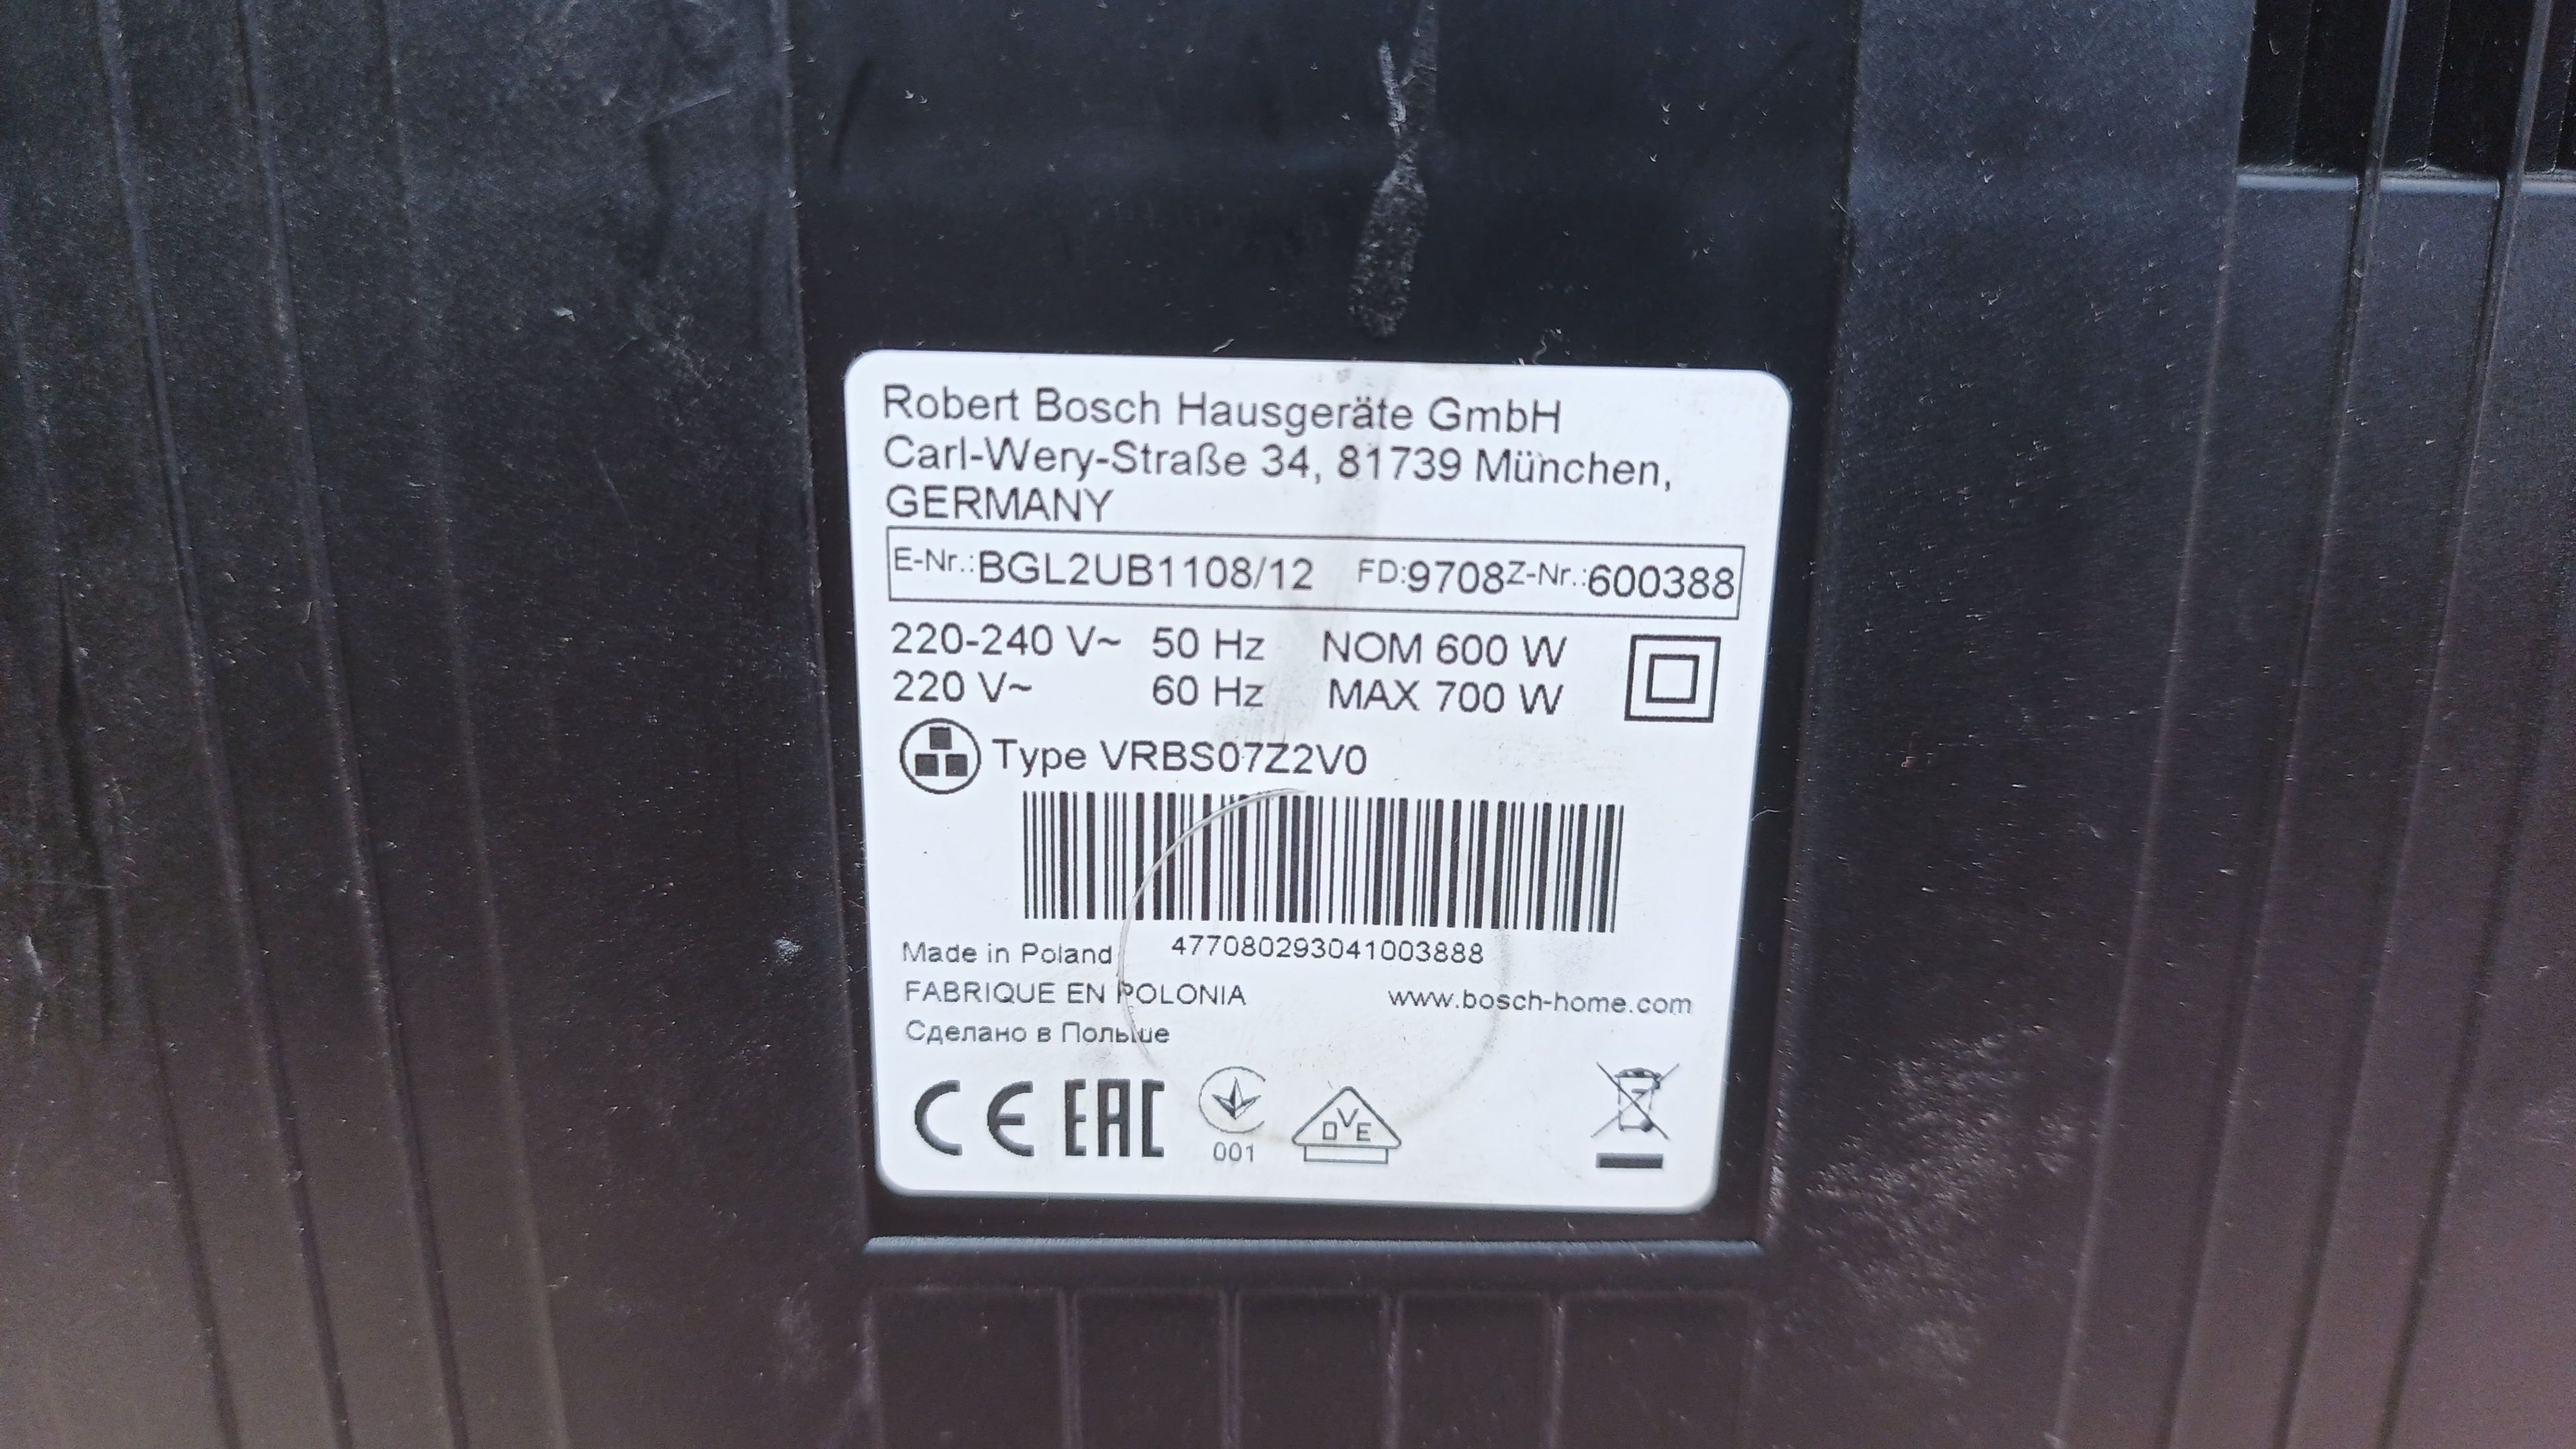 Robert Bosch Hausgeräte GmbH
Carl-Wery-Straße 34, 81739 München,
GERMANY
E-Nr.:BGL2UB1108/12 FD:9708 Z-Nr.:600388
220-240 V~ 50 Hz NOM 600 W
220 V~ 60 Hz MAX 700 W
Type VRBS07Z2V0
477080293041003888
Made in Poland
FABRIQUE EN POLONIA
www.bosch-home.com
Сделано в Польше
CE EAC
001
DVE